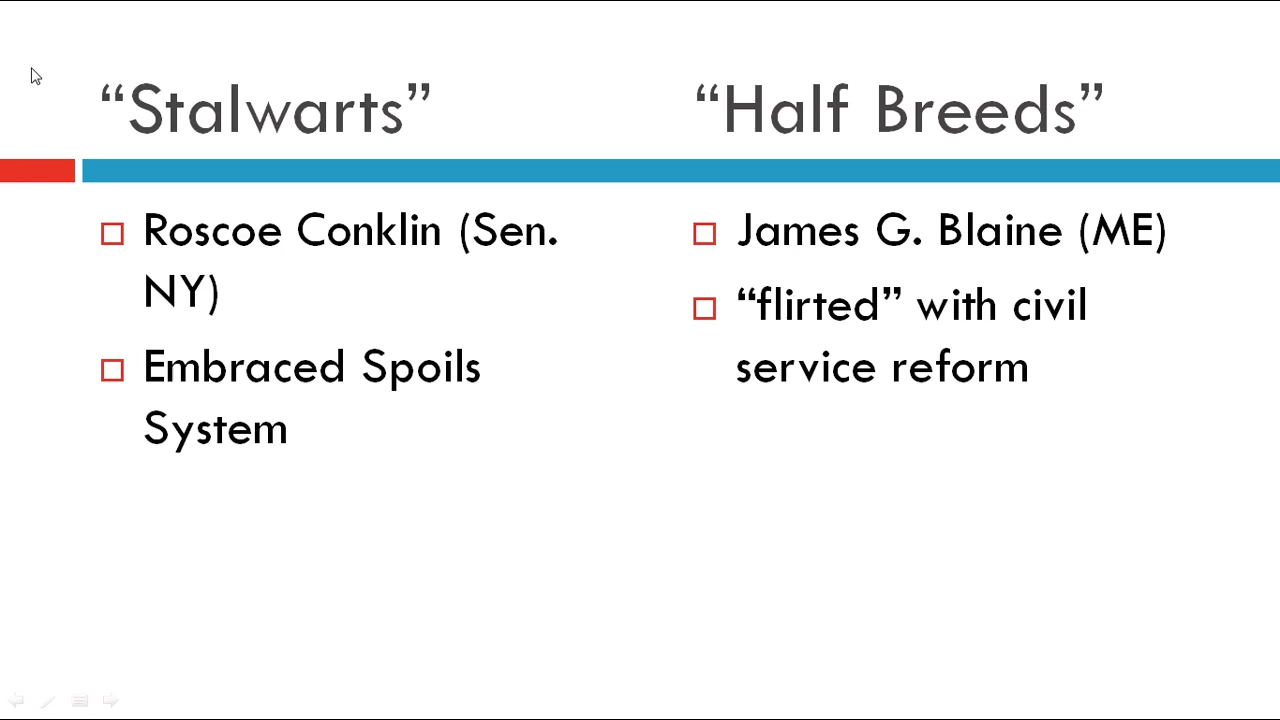 “Stalwarts”
Roscoe Conklin (Sen.
NY)
Embraced Spoils
System
“Half Breeds”
James G. Blaine (ME)
“flirted” with civil
service reform